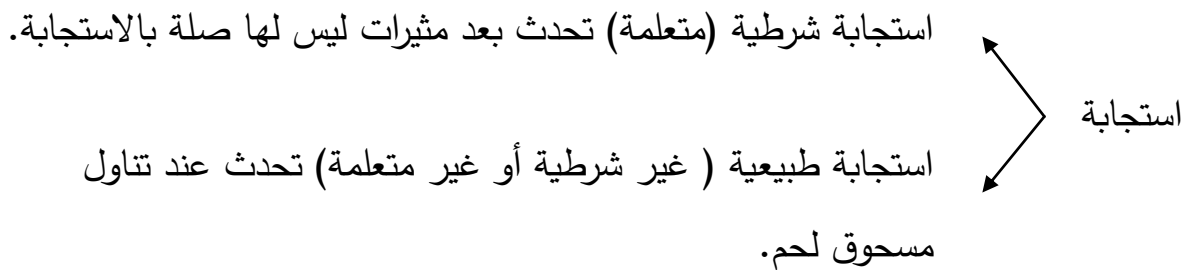 استجابة شرطية (متعلمة) تحدث بعد مثيرات ليس لها صلة بالاستجابة.
استجابة
استجابة طبيعية ( غير شرطية أو غير متعلمة) تحدث عند تناول
مسحوق لحم.